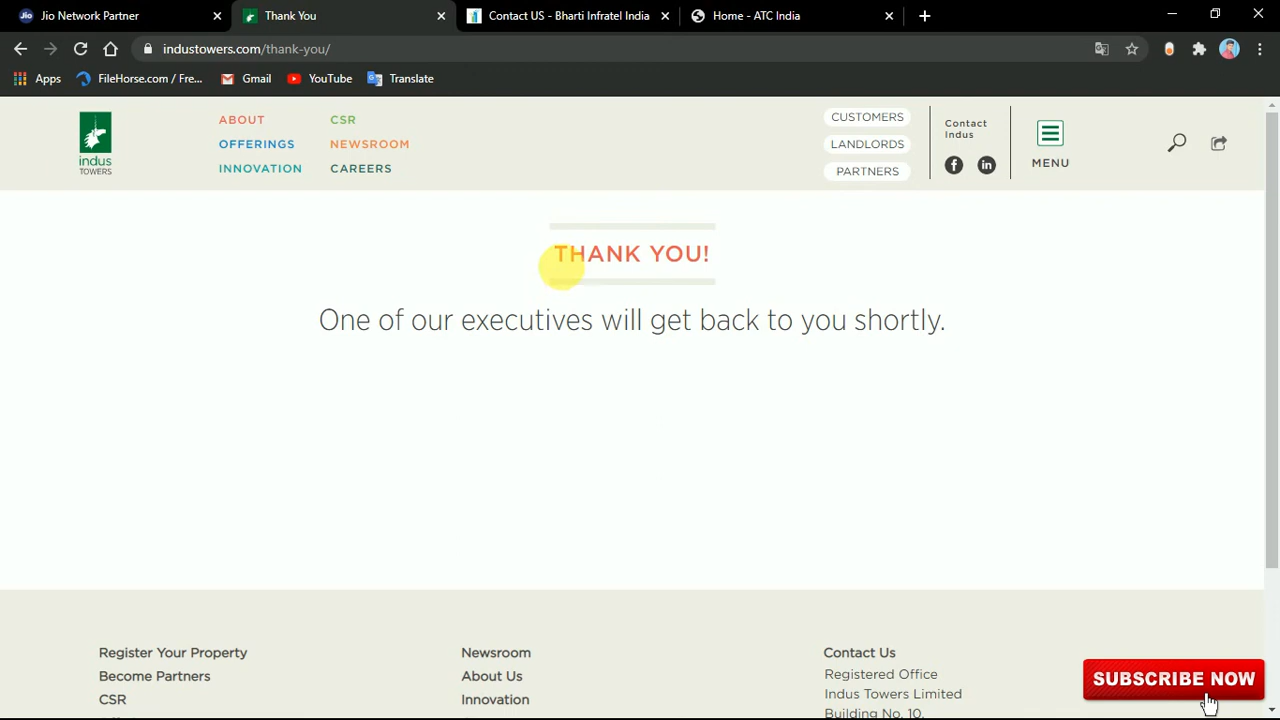 Jio Network Partner
Thank You
Contact US - Bharti Infratel India
Home - ATC India
industowers.com/thank-you/
Apps
FileHorse.com / Fre...
Gmail
YouTube
Translate
indus
TOWERS
ABOUT
CSR
OFFERINGS
NEWSROOM
INNOVATION
CAREERS
CUSTOMERS
LANDLORDS
PARTNERS
Contact
Indus
MENU
THANK YOU!
One of our executives will get back to you shortly.
Register Your Property
Become Partners
CSR
Newsroom
About Us
Innovation
Contact Us
Registered Office
Indus Towers Limited
Building No. 10,
SUBSCRIBE NOW